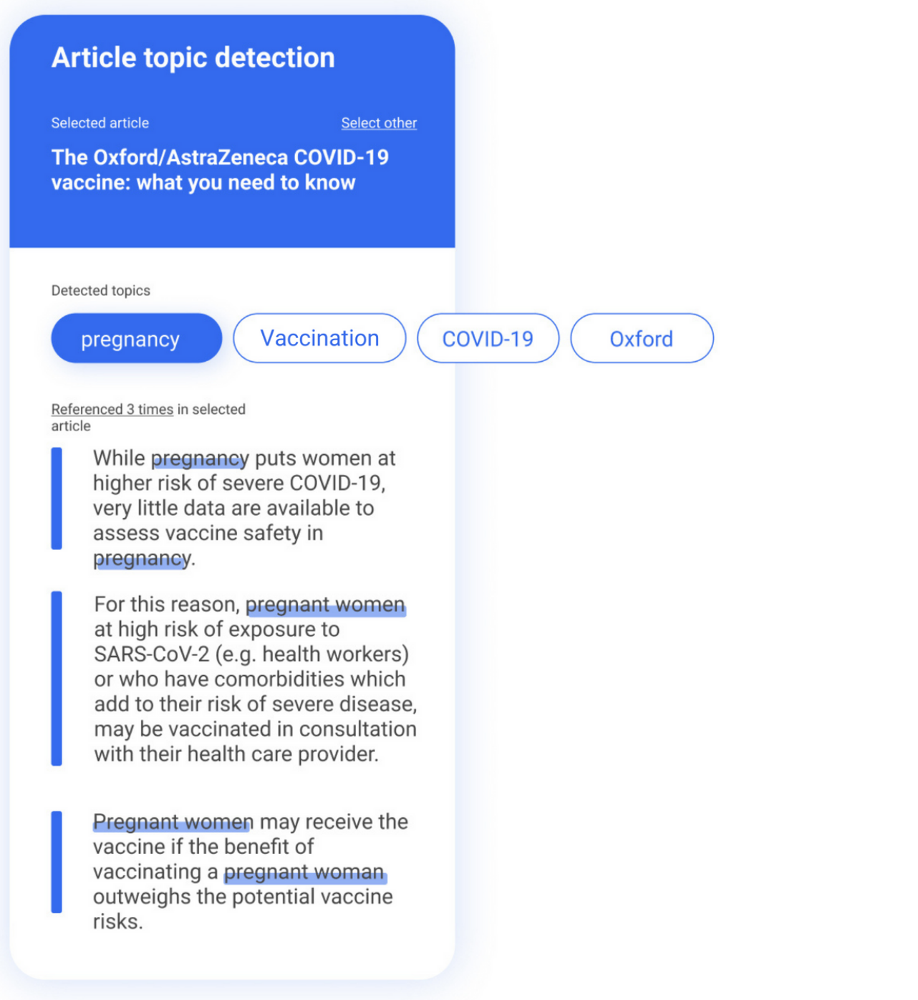 Article topic detection
Selected article
Select other
The Oxford/AstraZeneca COVID-19
vaccine: what you need to know
Detected topics
pregnancy
Vaccination
COVID-19
Oxford
Referenced 3 times in selected
article
While pregnancy puts women at
higher risk of severe COVID-19,
very little data are available to
assess vaccine safety in
pregnancy.
For this reason, pregnant women
at high risk of exposure to
SARS-CoV-2 (e.g. health workers)
or who have comorbidities which
add to their risk of severe disease,
may be vaccinated in consultation
with their health care provider.
Pregnant women may receive the
vaccine if the benefit of
vaccinating a pregnant woman
outweighs the potential vaccine
risks.